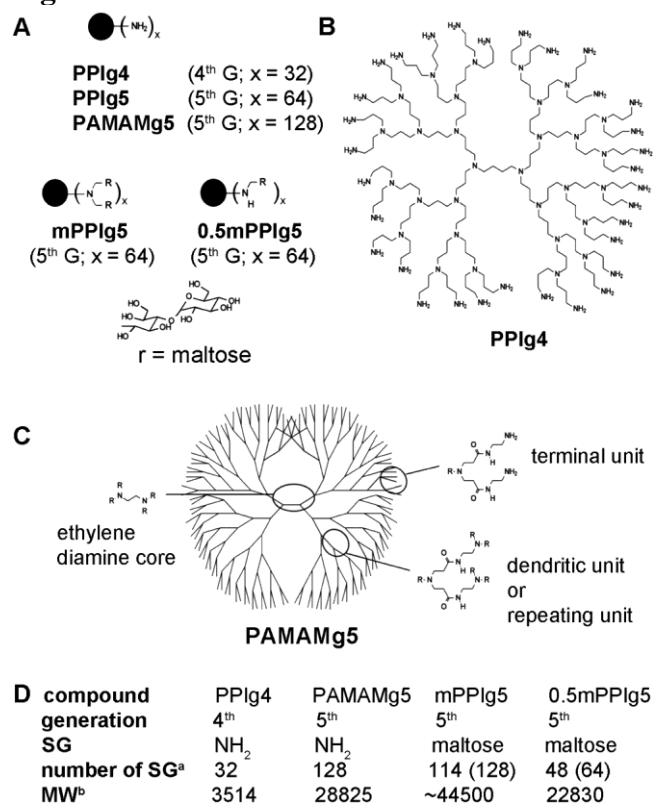 A
(NH₂)ₓ
PPIg4 (4th G; x = 32)
PPIg5 (5th G; x = 64)
PAMAMg5 (5th G; x = 128)
mPPIg5
(5th G; x = 64)
0.5mPPIg5
(5th G; x = 64)
r = maltose
B
PPIg4
C
ethylene
diamine core
terminal unit
dendritic unit
or
repeating unit
PAMAMg5
D compound PPIg4 PAMAMg5 mPPIg5 0.5mPPIg5
generation 4th 5th 5th 5th
SG NH₂ NH₂ maltose maltose
number of SGᵃ 32 128 114 (128) 48 (64)
MWᵇ 3514 28825 ~44500 22830